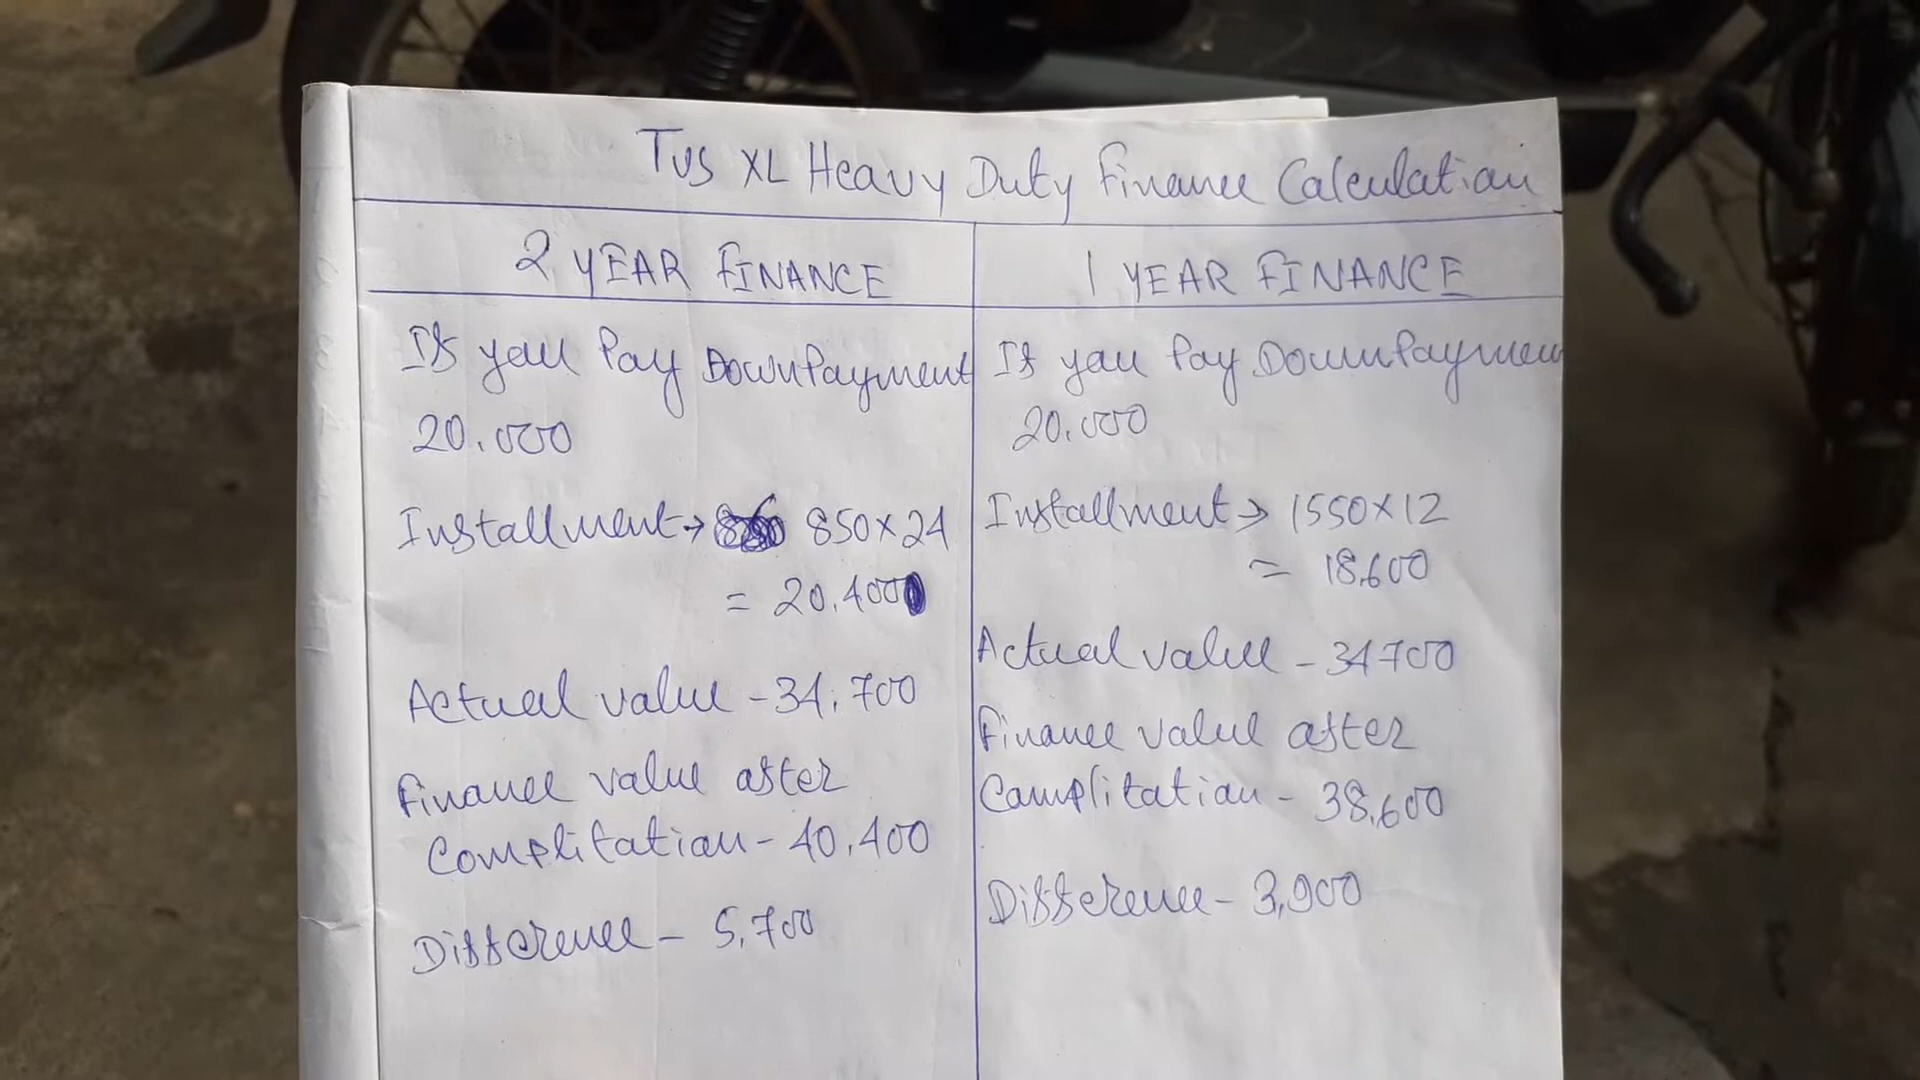 TVS XL Heavy Duty Finance Calculation
2 YEAR FINANCE
If you Pay DownPayment
20.000
Installment → 850×24
= 20.400
Actual value - 34.700
Finance value after
Complitation - 40.400
Difference - 5.700
1 YEAR FINANCE
If you Pay DownPaymen
20.000
Installment → 1550×12
= 18,600
Actual value - 34700
Finance value after
Complitation - 38,600
Difference - 3,900